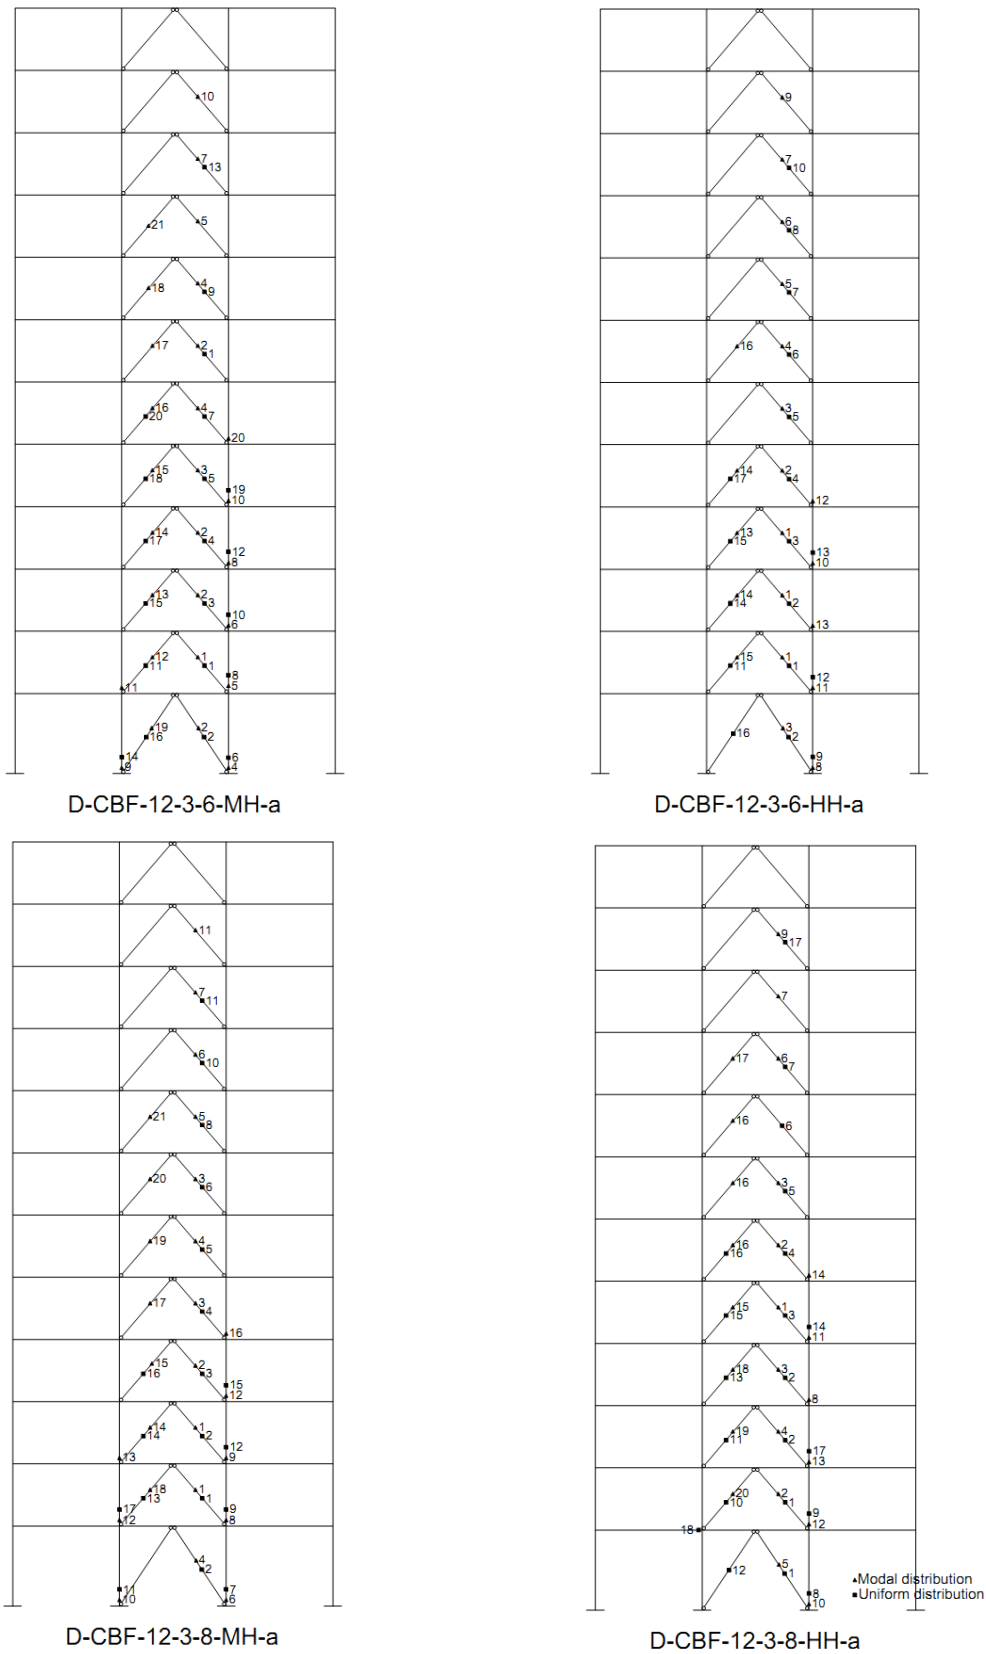 10 9
7 7
13 10
21 5 6
8
18 4 5
9 7
17 2 16 4
1 6
16 4 3
20 7 5
20
15 3 14 2
18 5 17 4
19
10 12
14 2 13 1
17 4 15 3
12 13
8 10
13 2 14 1
15 3 14 2
10
6 13
12 1 15 1
11 1 11 1
8 12
11 5 11
19 2 3
16 2 16 2
14 6 9
9 4 8
D-CBF-12-3-6-MH-a D-CBF-12-3-6-HH-a
11 9
17
7 7
11
6 17 6
10 7
21 5 16
8 6
20 3 16 3
6 5
19 4 16 2
5 16 4
14
17 3 15 1
4 15 3
14
16 11
15 2 18 3
16 3 13 2
15
12 8
14 1 19 4
14 2 11 2
12 17
13 9 13
18 1 20 2
13 1 10 1
17 9 9
12 8 12
18
4 5
2 12 1
Modal distribution
11 7 8
Uniform distribution
10 6 10
D-CBF-12-3-8-MH-a D-CBF-12-3-8-HH-a